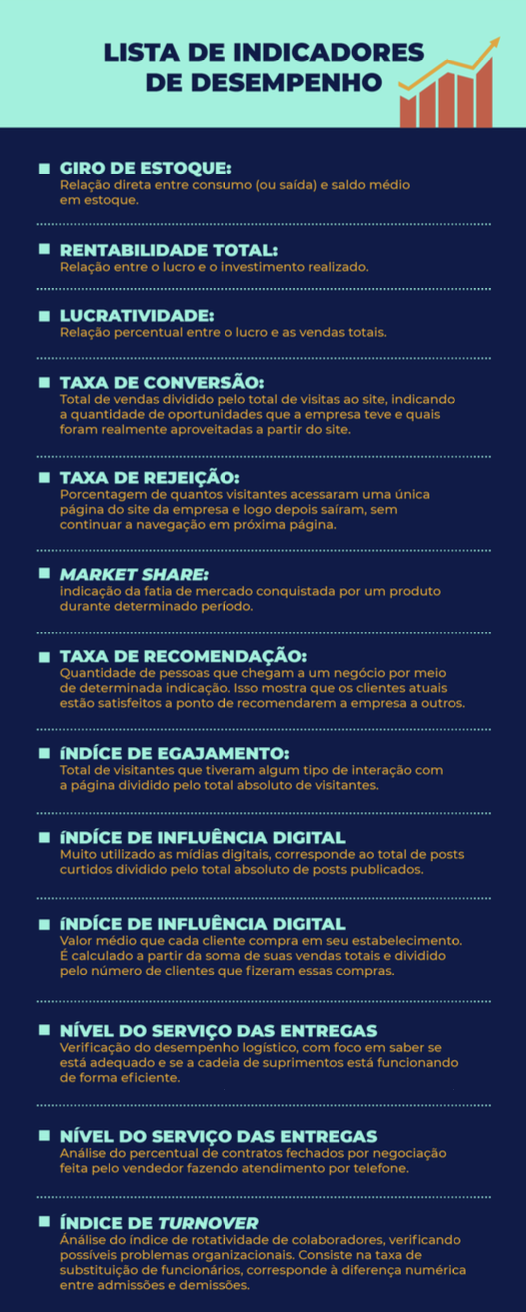 LISTA DE INDICADORES
DE DESEMPENHO
GIRO DE ESTOQUE:
Relação direta entre consumo (ou saída) e saldo médio
em estoque.
RENTABILIDADE TOTAL:
Relação entre o lucro e o investimento realizado.
LUCRATIVIDADE:
Relação percentual entre o lucro e as vendas totais.
TAXA DE CONVERSÃO:
Total de vendas dividido pelo total de visitas ao site, indicando
a quantidade de oportunidades que a empresa teve e quais
foram realmente aproveitadas a partir do site.
TAXA DE REJEIÇÃO:
Porcentagem de quantos visitantes acessaram uma única
página do site da empresa e logo depois saíram, sem
continuar a navegação em próxima página.
MARKET SHARE:
indicação da fatia de mercado conquistada por um produto
durante determinado período.
TAXA DE RECOMENDAÇÃO:
Quantidade de pessoas que chegam a um negócio por meio
de determinada indicação. Isso mostra que os clientes atuais
estão satisfeitos a ponto de recomendarem a empresa a outros.
íNDÍCE DE EGAJAMENTO:
Total de visitantes que tiveram algum tipo de interação com
a página dividido pelo total absoluto de visitantes.
íNDÍCE DE INFLUÊNCIA DIGITAL
Muito utilizado as mídias digitais, corresponde ao total de posts
curtidos dividido pelo total absoluto de posts publicados.
íNDÍCE DE INFLUÊNCIA DIGITAL
Valor médio que cada cliente compra em seu estabelecimento.
É calculado a partir da soma de suas vendas totais e dividido
pelo número de clientes que fizeram essas compras.
NÍVEL DO SERVIÇO DAS ENTREGAS
Verificação do desempenho logístico, com foco em saber se
está adequado e se a cadeia de suprimentos está funcionando
de forma eficiente.
NÍVEL DO SERVIÇO DAS ENTREGAS
Análise do percentual de contratos fechados por negociação
feita pelo vendedor fazendo atendimento por telefone.
ÍNDICE DE TURNOVER
Ánálise do índice de rotatividade de colaboradores, verificando
possíveis problemas organizacionais. Consiste na taxa de
substituição de funcionários, corresponde à diferença numérica
entre admissões e demissões.